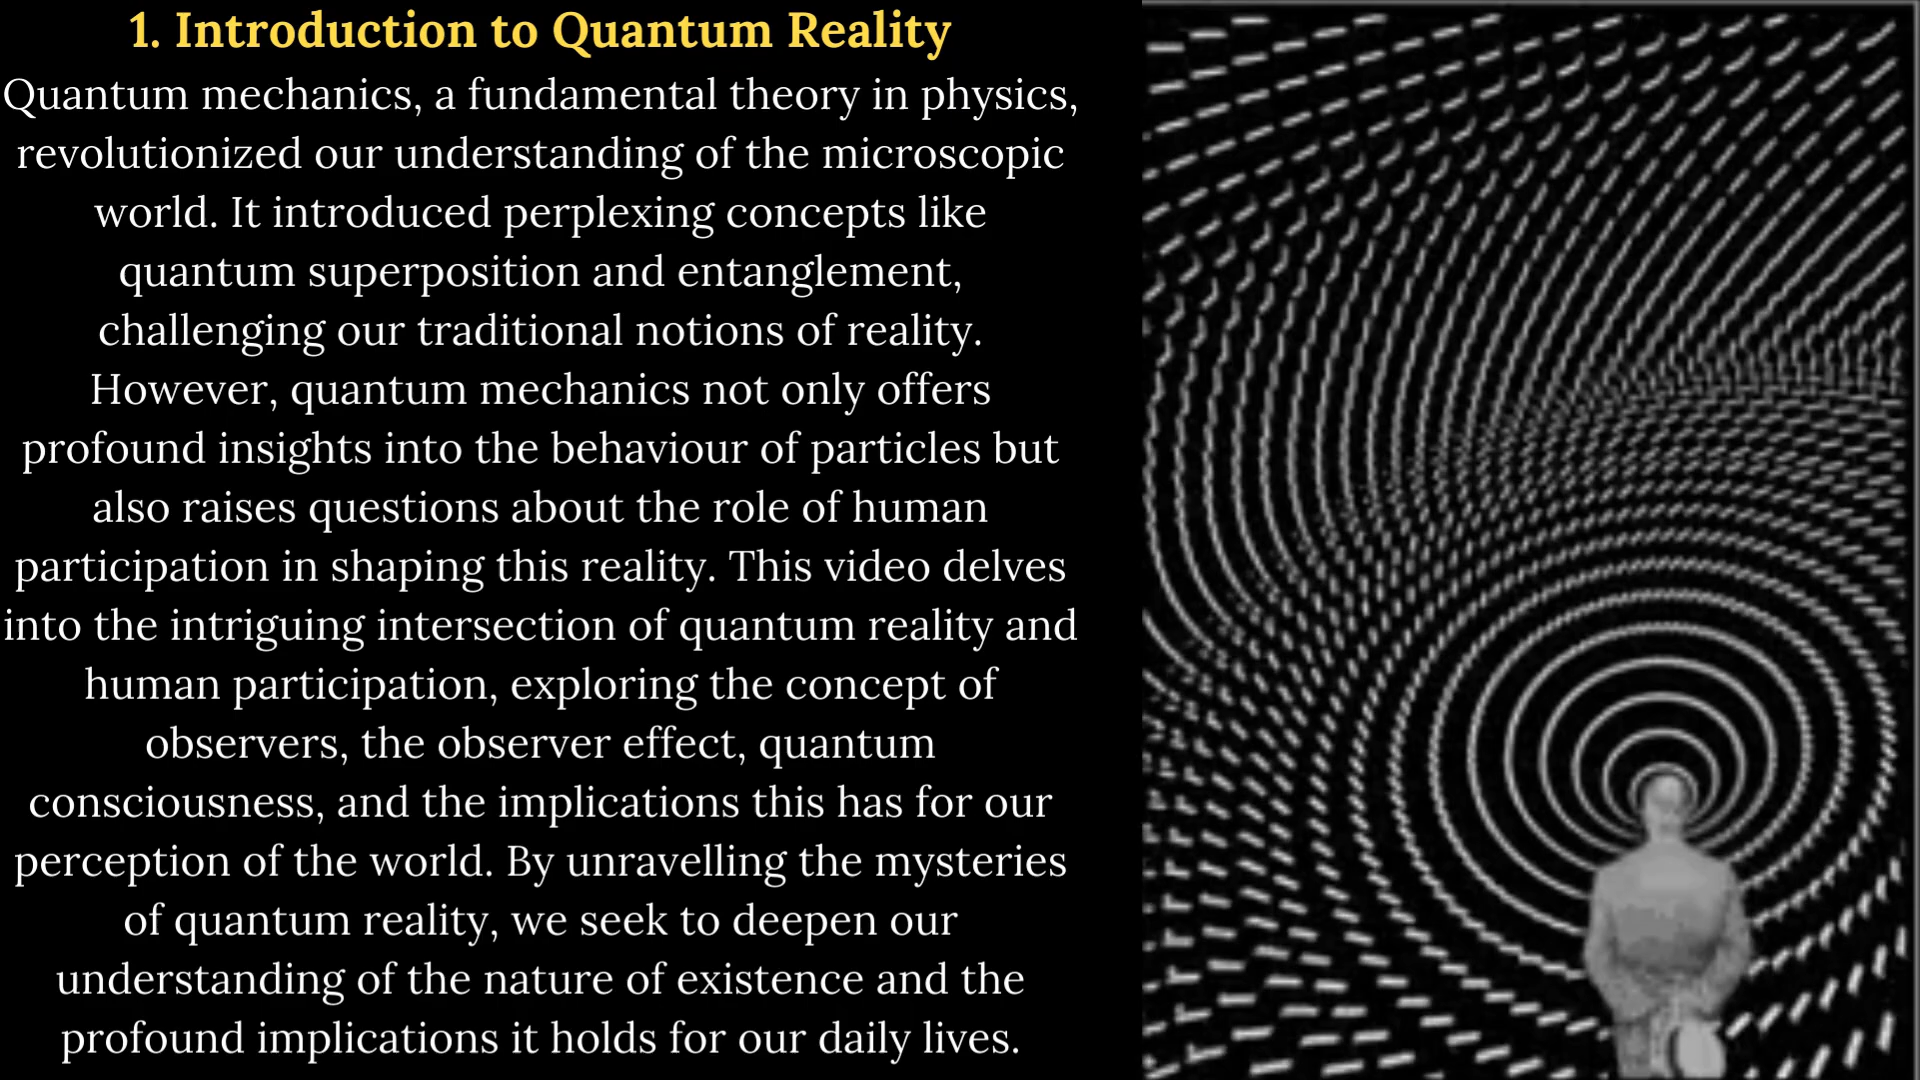 1. Introduction to Quantum Reality
Quantum mechanics, a fundamental theory in physics,
revolutionized our understanding of the microscopic
world. It introduced perplexing concepts like
quantum superposition and entanglement,
challenging our traditional notions of reality.
However, quantum mechanics not only offers
profound insights into the behaviour of particles but
also raises questions about the role of human
participation in shaping this reality. This video delves
into the intriguing intersection of quantum reality and
human participation, exploring the concept of
observers, the observer effect, quantum
consciousness, and the implications this has for our
perception of the world. By unravelling the mysteries
of quantum reality, we seek to deepen our
understanding of the nature of existence and the
profound implications it holds for our daily lives.